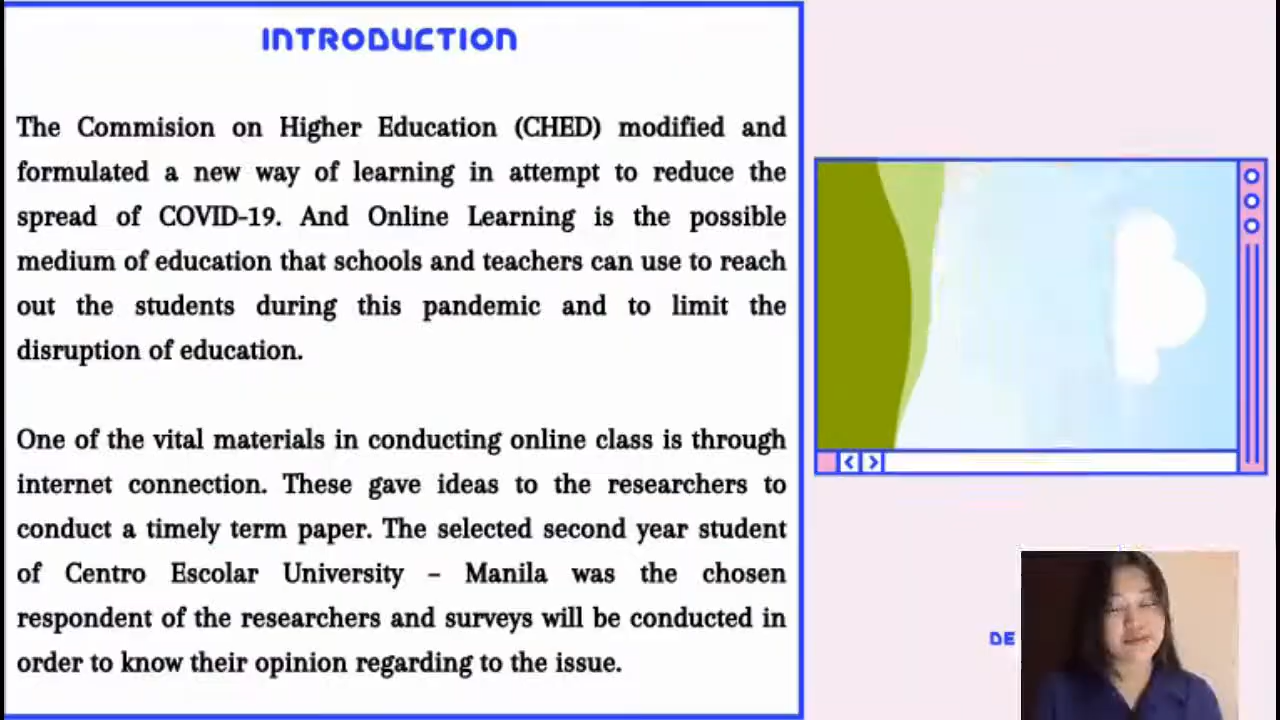 INTRODUCTION
The Commision on Higher Education (CHED) modified and
formulated a new way of learning in attempt to reduce the
spread of COVID-19. And Online Learning is the possible
medium of education that schools and teachers can use to reach
out the students during this pandemic and to limit the
disruption of education.
One of the vital materials in conducting online class is through
internet connection. These gave ideas to the researchers to
conduct a timely term paper. The selected second year student
of Centro Escolar University – Manila was the chosen
respondent of the researchers and surveys will be conducted in
order to know their opinion regarding to the issue.
DE